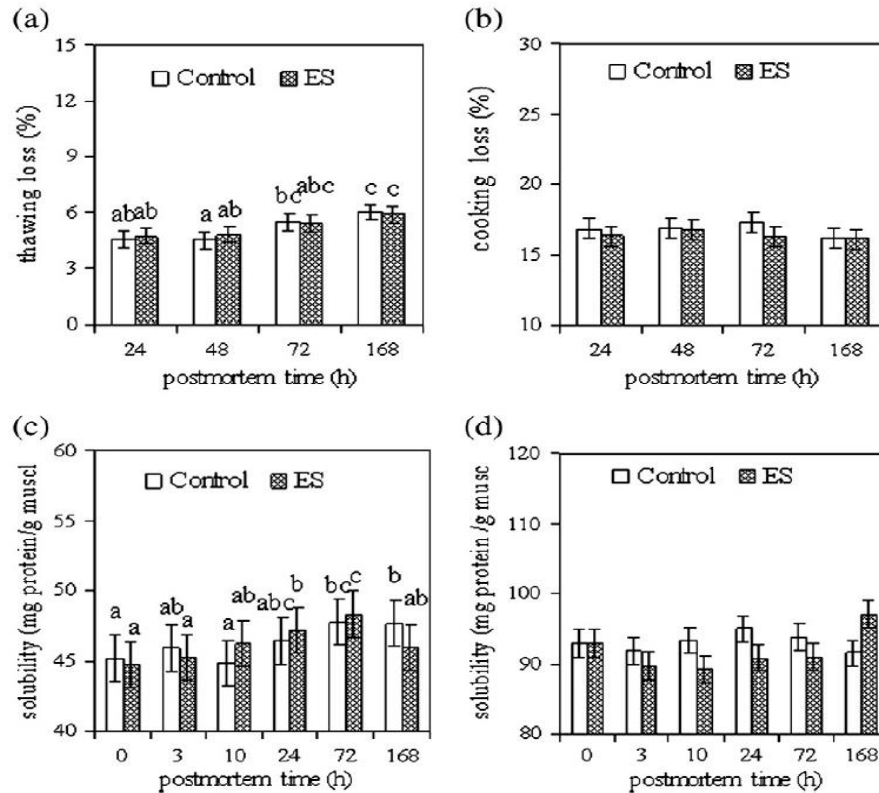 (a)
15
12
9
6
3
0
thawing loss (%)
Control ES
ab ab a ab bc abc c c
24 48 72 168
postmortem time (h)
(b)
30
25
20
15
10
cooking loss (%)
Control ES
24 48 72 168
postmortem time (h)
(c)
60
55
50
45
40
solubility (mg protein/g muscl
Control ES
a a ab a a ab abc b bc c b ab
0 3 10 24 72 168
postmortem time (h)
(d)
120
110
100
90
80
solubility (mg protein /g musc
Control ES
0 3 10 24 72 168
postmortem time (h)